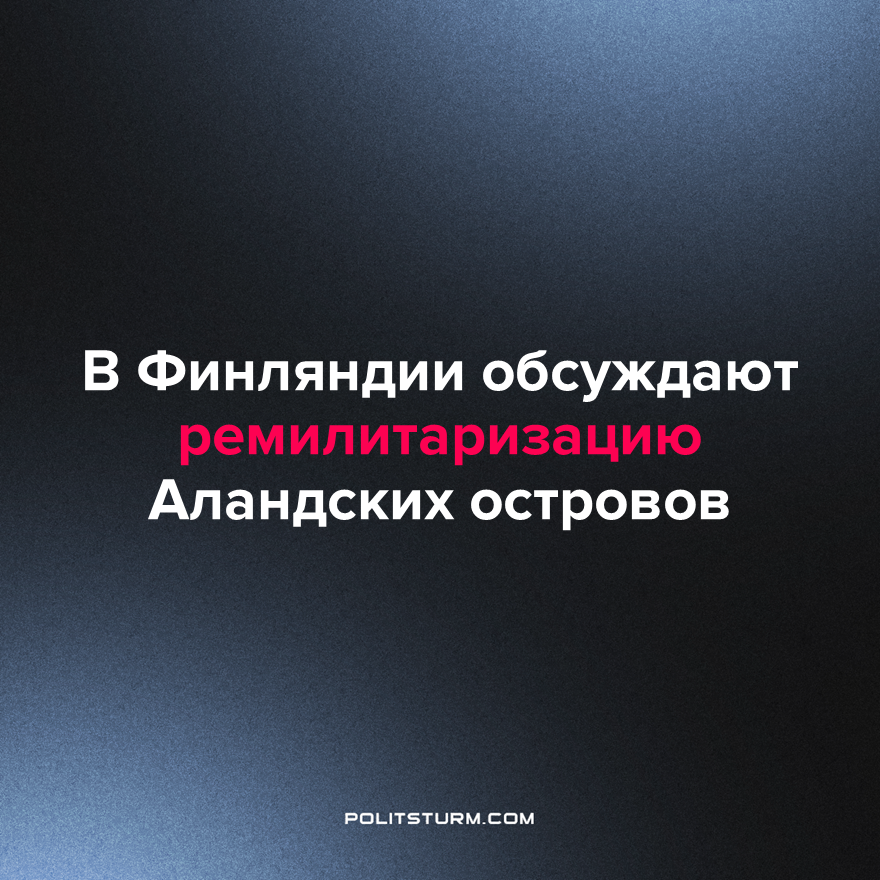 В Финляндии обсуждают
ремилитаризацию
Аландских островов
POLITSTURM.COM